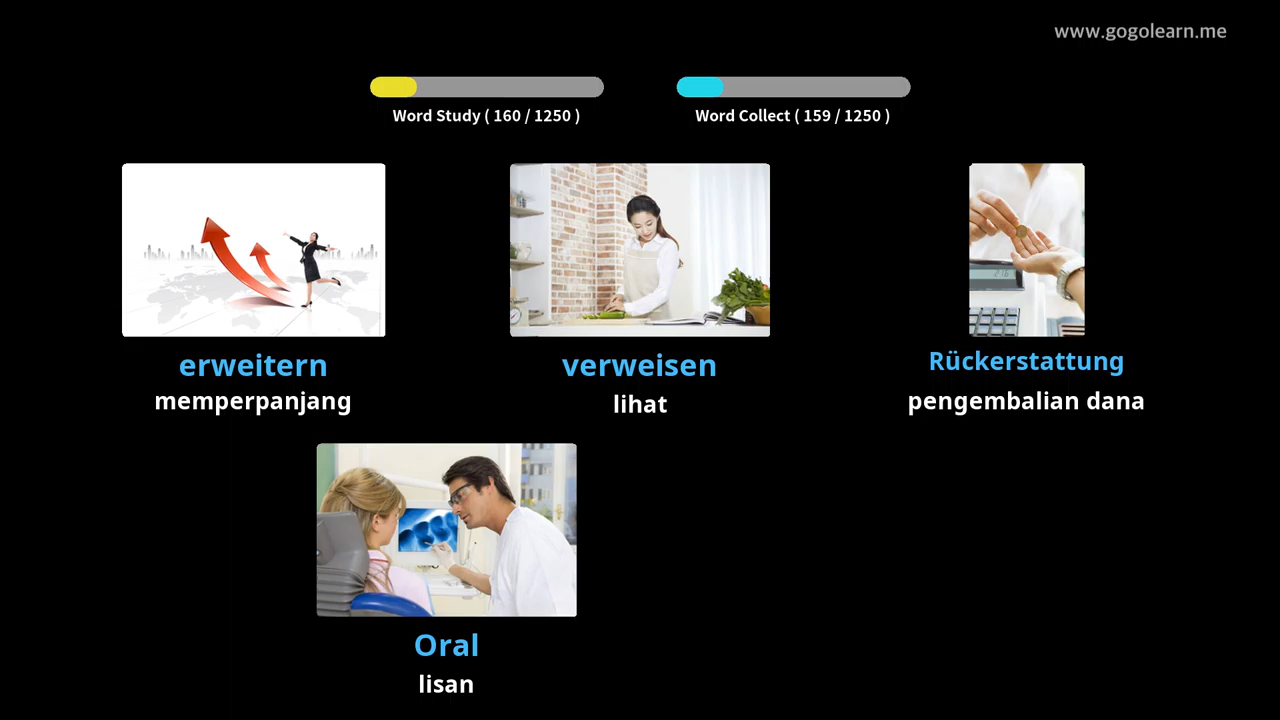 www.gogolearn.me
Word Study ( 160 / 1250 )
Word Collect ( 159 / 1250 )
erweitern
memperpanjang
verweisen
lihat
Rückerstattung
pengembalian dana
Oral
lisan